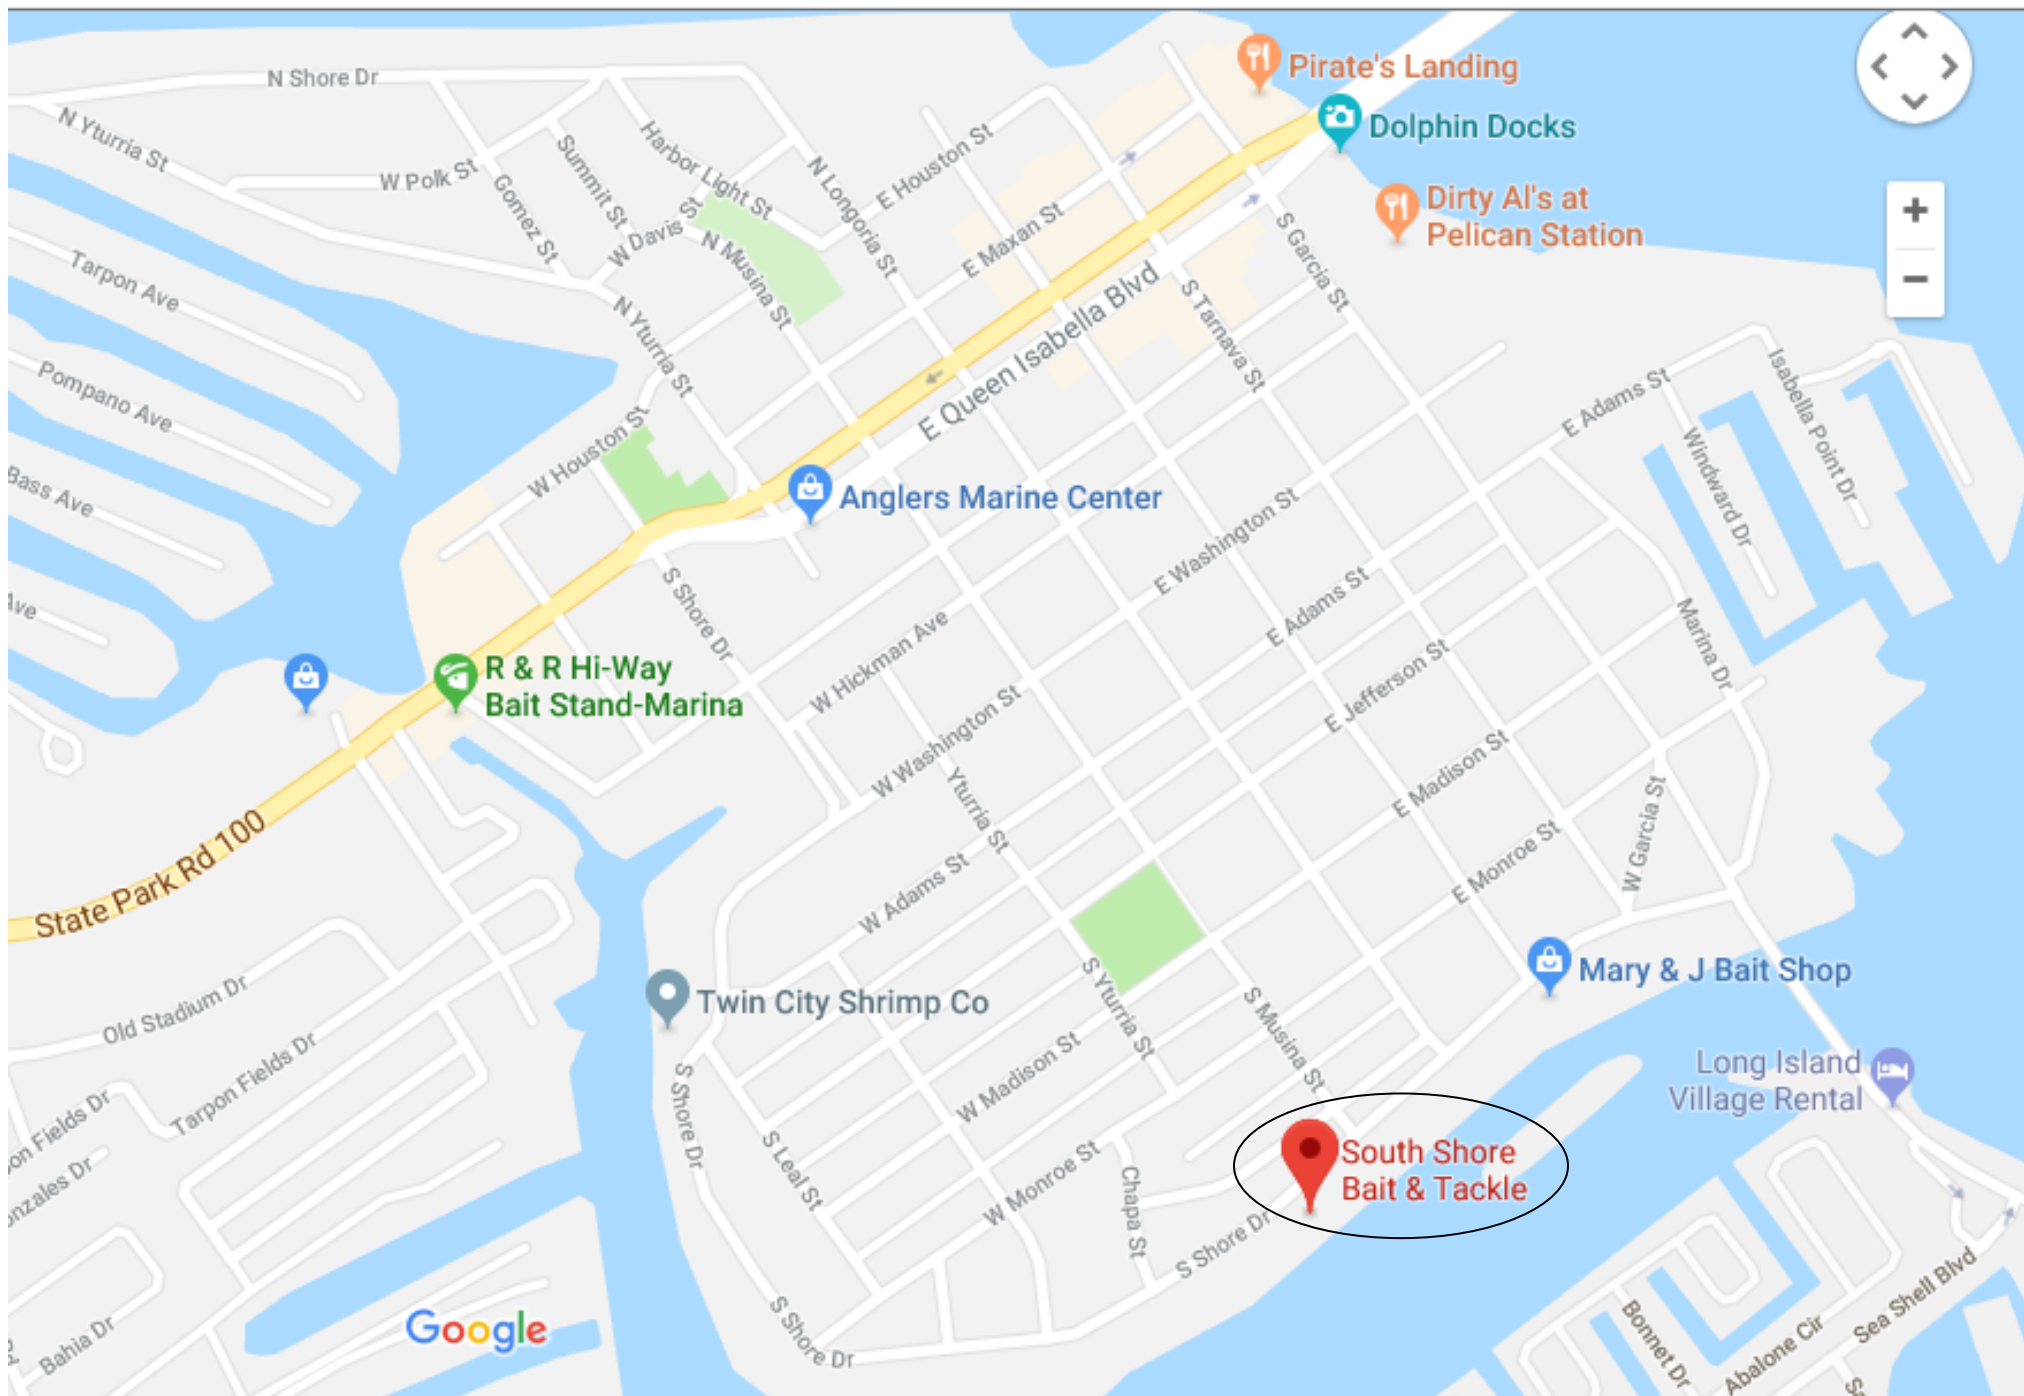 N Shore Dr
Pirate's Landing
N Yturria St
Harbor Light St
Dolphin Docks
Summit St
E Houston St
W Polk St
Gomez St
N Longoria St
Dirty Al's at
Pelican Station
W Davis St
N Musina St
E Maxan St
S Garcia St
Tarpon Ave
N Yturria St
E Queen Isabella Blvd
S Tarnava St
Pompano Ave
Isabella Point Dr
E Adams St
W Houston St
Windward Dr
Bass Ave
Anglers Marine Center
E Washington St
Ave
S Shore Dr
E Adams St
Marina Dr
W Hickman Ave
R & R Hi-Way
Bait Stand-Marina
E Jefferson St
W Washington St
E Madison St
Yturria St
W Garcia St
State Park Rd 100
W Adams St
E Monroe St
Mary & J Bait Shop
Old Stadium Dr
Twin City Shrimp Co
S Yturria St
S Musina St
Tarpon Fields Dr
W Madison St
Long Island
Village Rental
on Fields Dr
S Shore Dr
S Leal St
South Shore
Bait & Tackle
nzales Dr
W Monroe St
Chapa St
S Shore Dr
Sea Shell Blvd
Google
S Shore Dr
Bonnet Dr
Abalone Cir
Bahia Dr